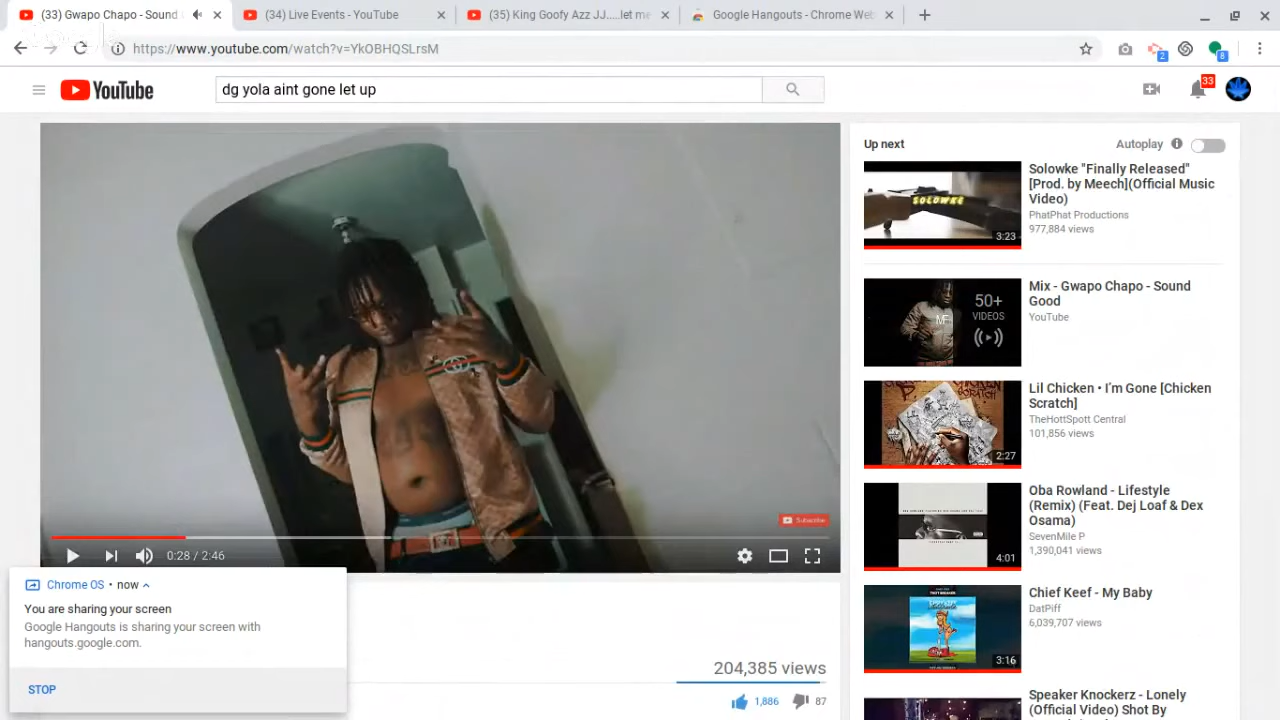 (33) Gwapo Chapo - Sound
(34) Live Events - YouTube
(35) King Goofy Azz JJ.....let me
Google Hangouts - Chrome Web
https://www.youtube.com/watch?v=YkOBHQSLrsM
2
8
YouTube
dg yola aint gone let up
33
Up next
Autoplay
Solowke "Finally Released"
[Prod. by Meech](Official Music
Video)
PhatPhat Productions
977,884 views
SOLOWKE
3:23
Mix - Gwapo Chapo - Sound
Good
YouTube
50+
VIDEOS
Lil Chicken • I'm Gone [Chicken
Scratch]
TheHottSpott Central
101,856 views
2:27
Oba Rowland - Lifestyle
(Remix) (Feat. Dej Loaf & Dex
Osama)
SevenMile P
1,390,041 views
4:01
Chief Keef - My Baby
DatPiff
6,039,707 views
3:16
Speaker Knockerz - Lonely
(Official Video) Shot By
Subscribe
0:28 / 2:46
Chrome OS • now
You are sharing your screen
Google Hangouts is sharing your screen with
hangouts.google.com.
STOP
204,385 views
1,886
87